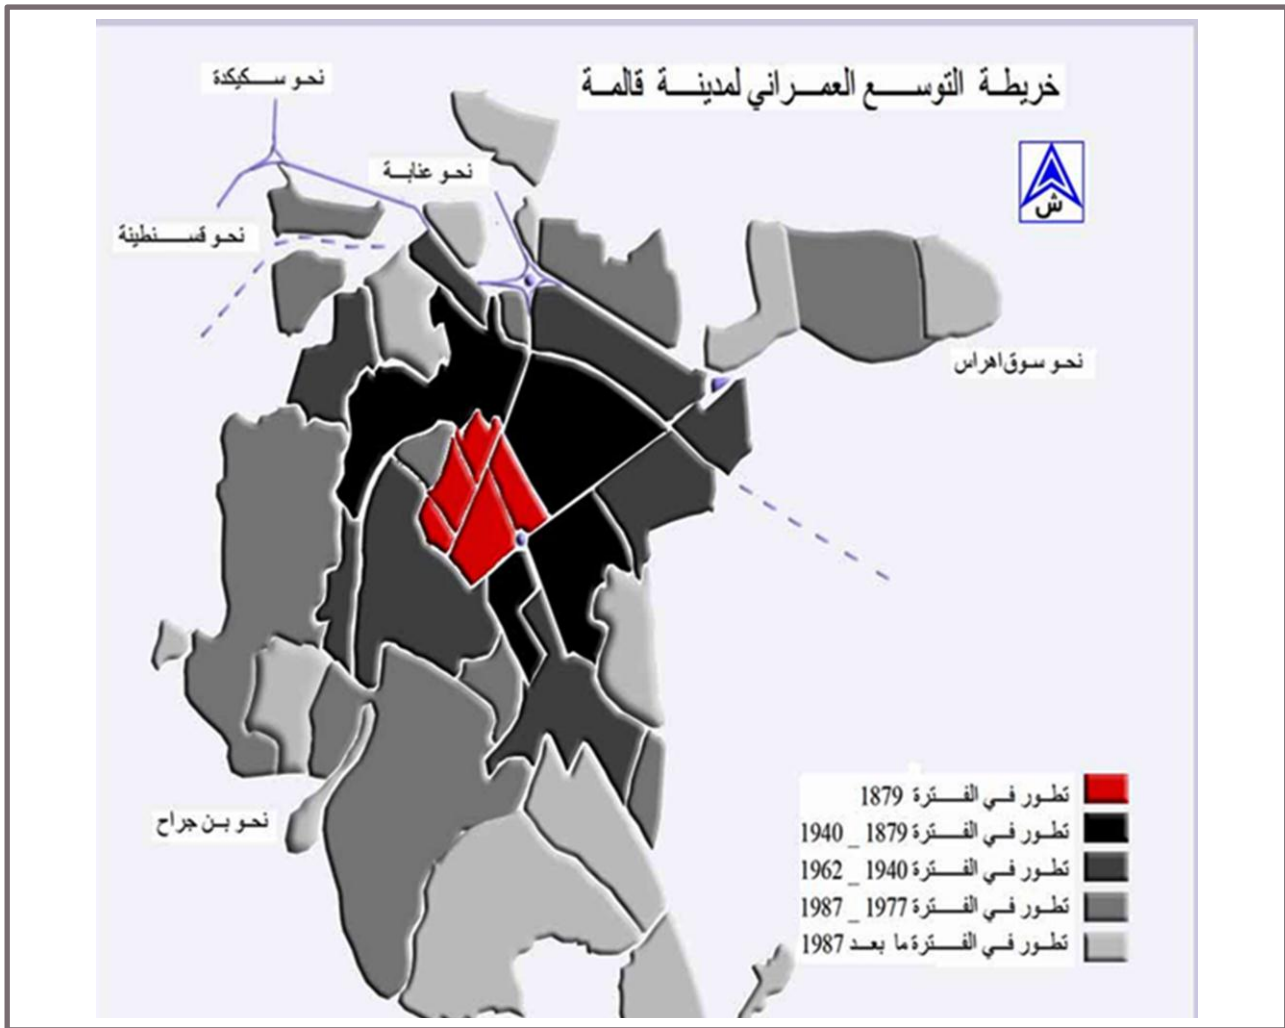 خريطة التوسع العمراني لمدينة قالمة
نحو سكيكدة
نحو عنابة
ش
نحو قسنطينة
نحو سوق اهراس
تطور في الفترة 1879
تطور في الفترة 1879 _ 1940
تطور في الفترة 1940 _ 1962
تطور في الفترة 1977 _ 1987
تطور في الفترة ما بعد 1987
نحو بن جراح